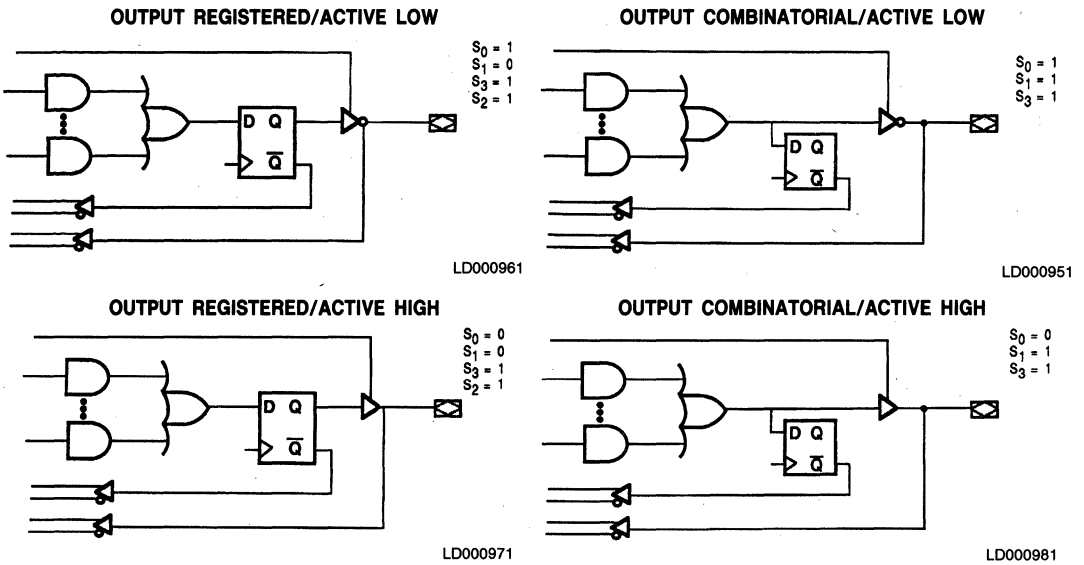 OUTPUT REGISTERED/ACTIVE LOW
S0 = 1
S1 = 0
S3 = 1
S2 = 1
D Q
Q̅
LD000961
OUTPUT COMBINATORIAL/ACTIVE LOW
S0 = 1
S1 = 1
S3 = 1
D Q
Q̅
LD000951
OUTPUT REGISTERED/ACTIVE HIGH
S0 = 0
S1 = 0
S3 = 1
S2 = 1
D Q
Q̅
LD000971
OUTPUT COMBINATORIAL/ACTIVE HIGH
S0 = 0
S1 = 1
S3 = 1
D Q
Q̅
LD000981